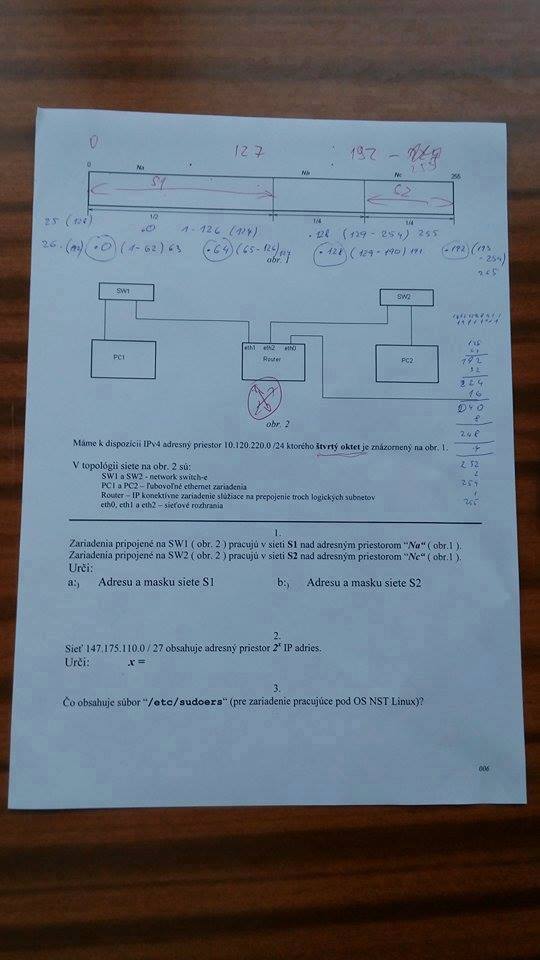 0 127 192 - 
255
0 Na Nb Nc 255
S1 S2
1/2 1/4 1/4
25 (128) .0 1-126 (127) .128 (129-254) 255
26. .0 (1-62) 63 .64 (65-126) 127 .128 (129-190) 191 .192 (193
-254)
255
obr. 1
SW1 SW2
eth1 eth2 eth0
PC1 Router PC2
128
192
32
224
16
240
8
248
4
252
2
254
1
255
obr. 2
Máme k dispozícii IPv4 adresný priestor 10.120.220.0 /24 ktorého štvrtý oktet je znázornený na obr. 1.
V topológii siete na obr. 2 sú:
SW1 a SW2 - network switch-e
PC1 a PC2 – ľubovoľné ethernet zariadenia
Router – IP konektívne zariadenie slúžiace na prepojenie troch logických subnetov
eth0, eth1 a eth2 – sieťové rozhrania
1.
Zariadenia pripojené na SW1 ( obr. 2 ) pracujú v sieti S1 nad adresným priestorom “Na“ ( obr.1 ).
Zariadenia pripojené na SW2 ( obr. 2 ) pracujú v sieti S2 nad adresným priestorom “Nc“ ( obr.1 ).
Urči:
a:) Adresu a masku siete S1 b:) Adresu a masku siete S2
2.
Sieť 147.175.110.0 / 27 obsahuje adresný priestor 2ˣ IP adries.
Urči: x =
3.
Čo obsahuje súbor “/etc/sudoers“ (pre zariadenie pracujúce pod OS NST Linux)?
006